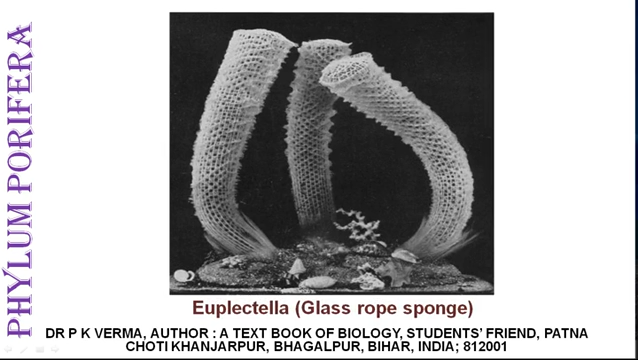 PHYLUM PORIFERA
Euplectella (Glass rope sponge)
DR P K VERMA, AUTHOR : A TEXT BOOK OF BIOLOGY, STUDENTS' FRIEND, PATNA
CHOTI KHANJARPUR, BHAGALPUR, BIHAR, INDIA; 812001